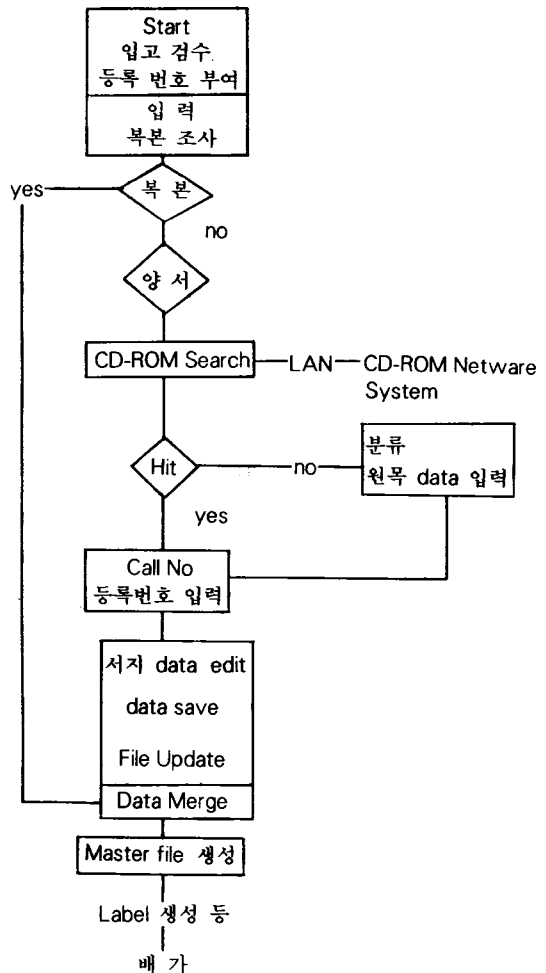 Start
입고 검수
등록 번호 부여
입 력
복본 조사
yes
복 본
no
양 서
CD-ROM Search
LAN
CD-ROM Netware
System
Hit
no
분류
원목 data 입력
yes
Call No
등록번호 입력
서지 data edit
data save
File Update
Data Merge
Master file 생성
Label 생성 등
배 가